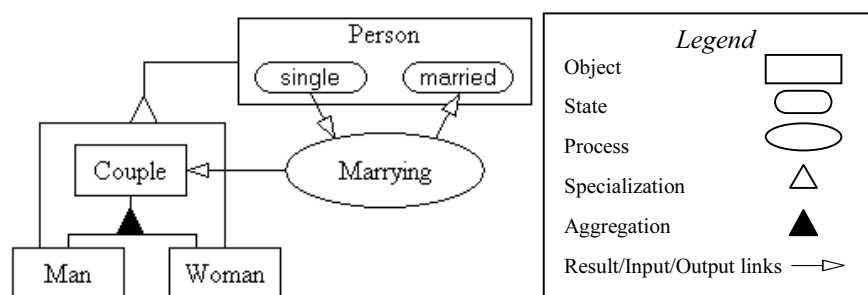 Person
single married
Couple
Marrying
Man Woman
Legend
Object
State
Process
Specialization
Aggregation
Result/Input/Output links